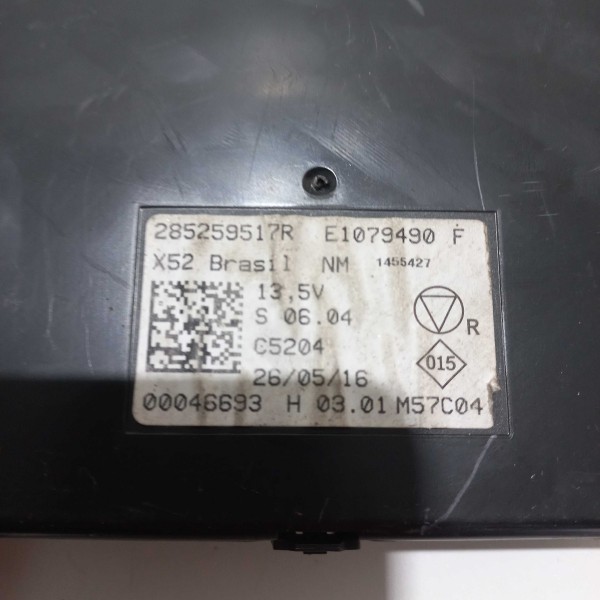 285259517R E1079490 F
X52 Brasil NM 1455427
13,5V
S 06.04
C5204
R
015
26/05/16
00046693 H 03.01 M57C04